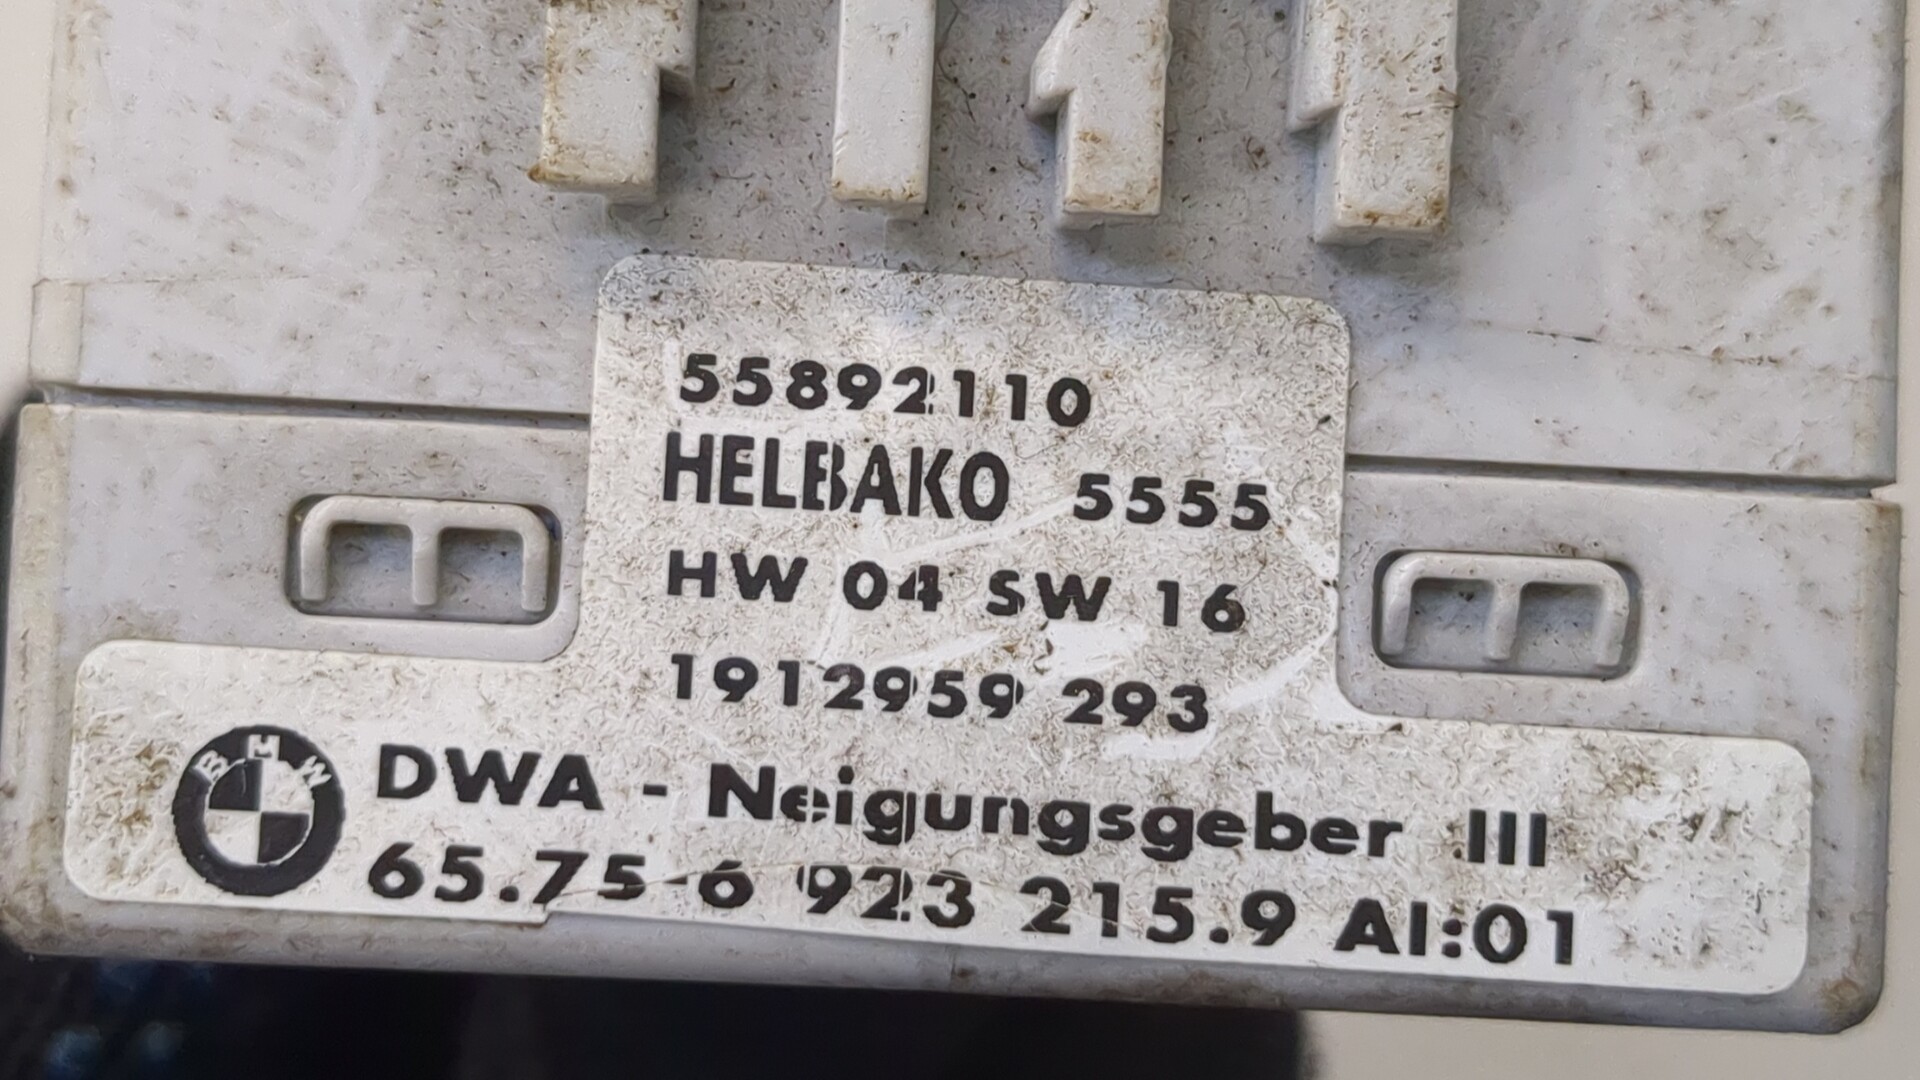 55892110
HELBAKO 5555
HW 04 SW 16
1912959 293
BMW
DWA - Neigungsgeber III
65.75-6 923 215.9 AI:01